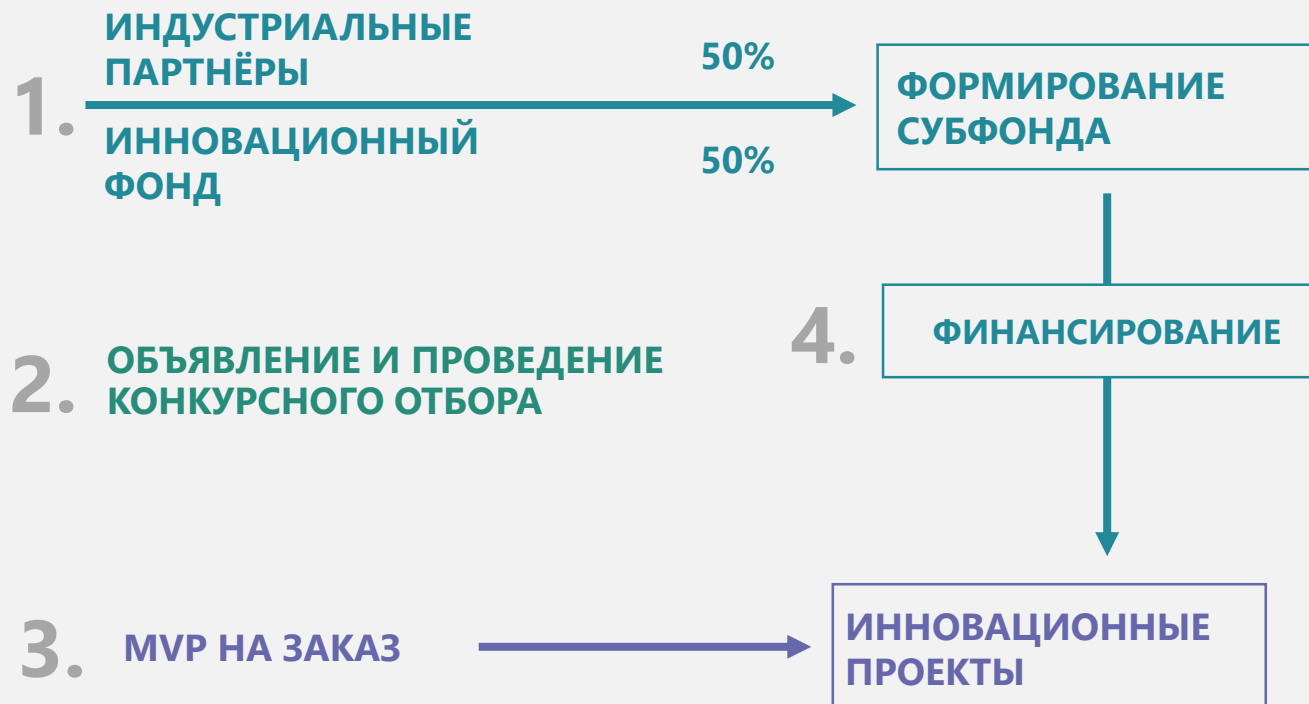 1.
ИНДУСТРИАЛЬНЫЕ
ПАРТНЁРЫ
50%
ИННОВАЦИОННЫЙ
ФОНД
50%
ФОРМИРОВАНИЕ
СУБФОНДА
2.
ОБЪЯВЛЕНИЕ И ПРОВЕДЕНИЕ
КОНКУРСНОГО ОТБОРА
4.
ФИНАНСИРОВАНИЕ
3.
MVP НА ЗАКАЗ
ИННОВАЦИОННЫЕ
ПРОЕКТЫ